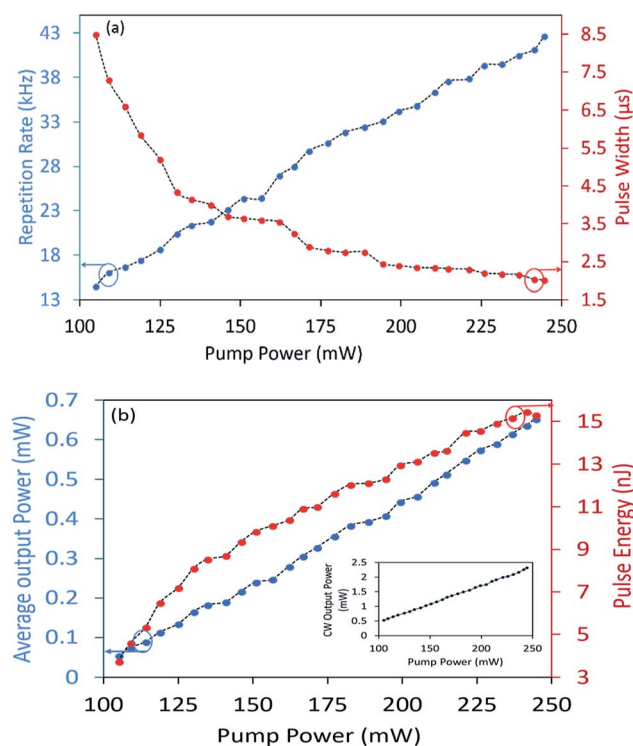 (a)
Repetition Rate (kHz)
43
38
33
28
23
18
13
8.5
7.5
6.5
5.5
4.5
3.5
2.5
1.5
Pulse Width (μs)
100 125 150 175 200 225 250
Pump Power (mW)
(b)
Average output Power (mW)
0.7
0.6
0.5
0.4
0.3
0.2
0.1
0
15
13
11
9
7
5
3
Pulse Energy (nJ)
CW Output Power
(mW)
2.5
2
1.5
1
0.5
0
100 150 200 250
Pump Power (mW)
100 125 150 175 200 225 250
Pump Power (mW)